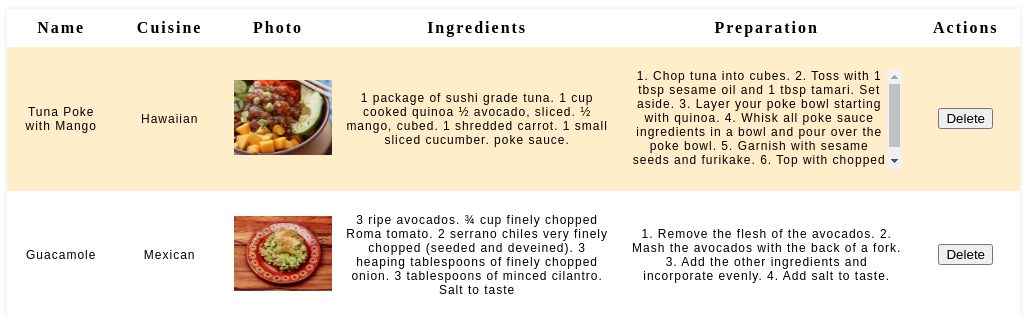 Name Cuisine Photo Ingredients Preparation Actions
Tuna Poke
with Mango
Hawaiian
1 package of sushi grade tuna. 1 cup
cooked quinoa ½ avocado, sliced. ½
mango, cubed. 1 shredded carrot. 1 small
sliced cucumber. poke sauce.
1. Chop tuna into cubes. 2. Toss with 1
tbsp sesame oil and 1 tbsp tamari. Set
aside. 3. Layer your poke bowl starting
with quinoa. 4. Whisk all poke sauce
ingredients in a bowl and pour over the
poke bowl. 5. Garnish with sesame
seeds and furikake. 6. Top with chopped
Delete
Guacamole
Mexican
3 ripe avocados. ¾ cup finely chopped
Roma tomato. 2 serrano chiles very finely
chopped (seeded and deveined). 3
heaping tablespoons of finely chopped
onion. 3 tablespoons of minced cilantro.
Salt to taste
1. Remove the flesh of the avocados. 2.
Mash the avocados with the back of a fork.
3. Add the other ingredients and
incorporate evenly. 4. Add salt to taste.
Delete